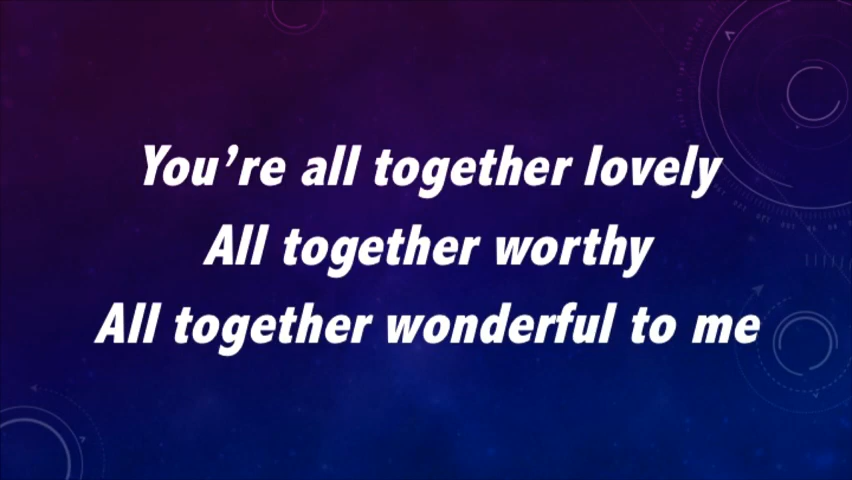 You’re all together lovely
All together worthy
All together wonderful to me